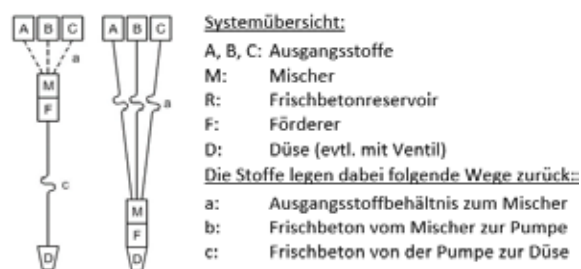 A B C
a
M
F
c
D
A B C
a
M
F
D
Systemübersicht:
A, B, C: Ausgangsstoffe
M: Mischer
R: Frischbetonreservoir
F: Förderer
D: Düse (evtl. mit Ventil)
Die Stoffe legen dabei folgende Wege zurück::
a: Ausgangsstoffbehältnis zum Mischer
b: Frischbeton vom Mischer zur Pumpe
c: Frischbeton von der Pumpe zur Düse